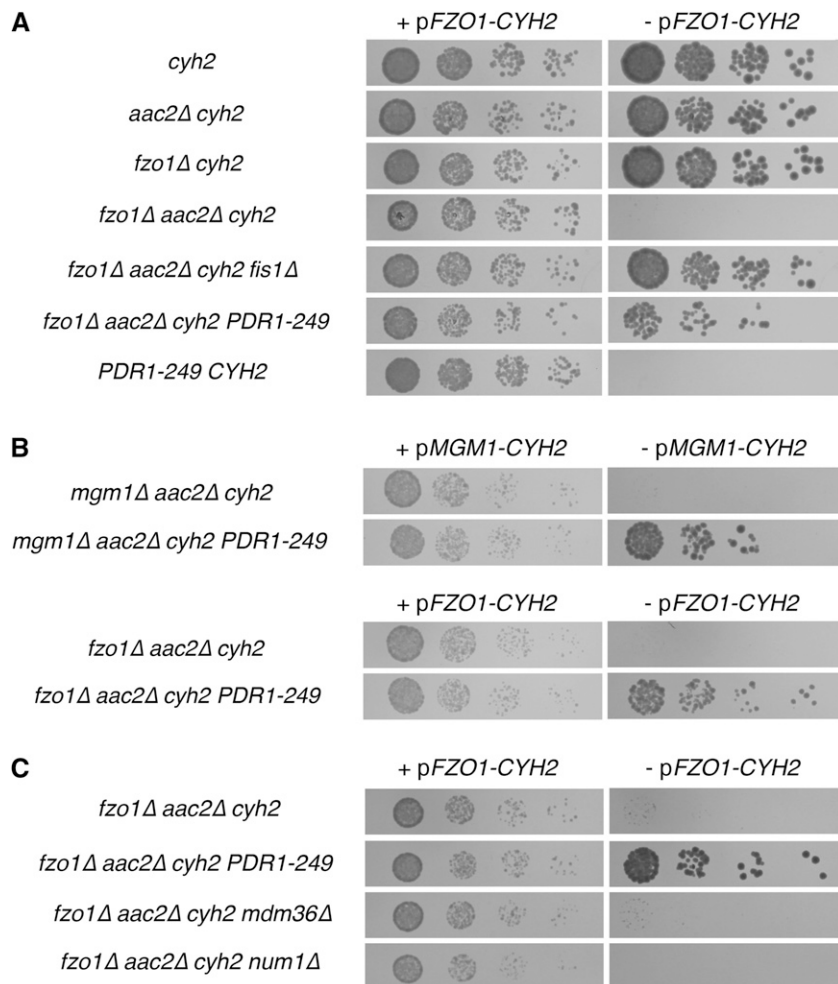 A
+ pFZO1-CYH2 - pFZO1-CYH2
cyh2
aac2Δ cyh2
fzo1Δ cyh2
fzo1Δ aac2Δ cyh2
fzo1Δ aac2Δ cyh2 fis1Δ
fzo1Δ aac2Δ cyh2 PDR1-249
PDR1-249 CYH2
B
+ pMGM1-CYH2 - pMGM1-CYH2
mgm1Δ aac2Δ cyh2
mgm1Δ aac2Δ cyh2 PDR1-249
+ pFZO1-CYH2 - pFZO1-CYH2
fzo1Δ aac2Δ cyh2
fzo1Δ aac2Δ cyh2 PDR1-249
C
+ pFZO1-CYH2 - pFZO1-CYH2
fzo1Δ aac2Δ cyh2
fzo1Δ aac2Δ cyh2 PDR1-249
fzo1Δ aac2Δ cyh2 mdm36Δ
fzo1Δ aac2Δ cyh2 num1Δ